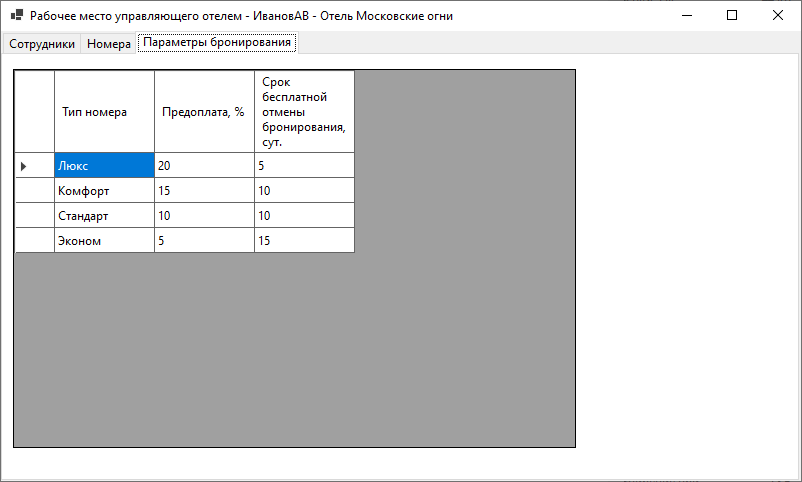 Рабочее место управляющего отелем - ИвановАВ - Отель Московские огни
Сотрудники Номера Параметры бронирования
Тип номера Предоплата, % Срок
бесплатной
отмены
бронирования,
сут.
Люкс 20 5
Комфорт 15 10
Стандарт 10 10
Эконом 5 15